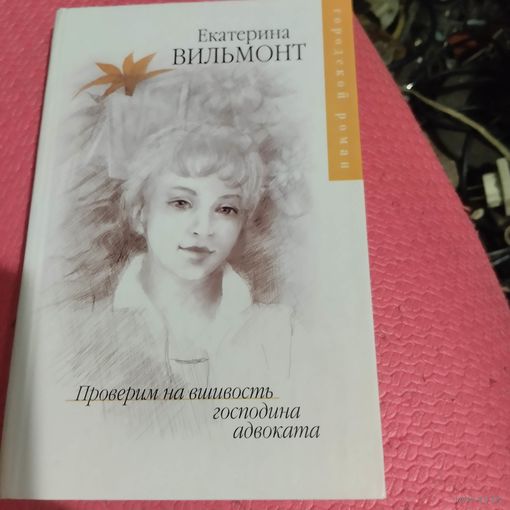 Екатерина
ВИЛЬМОНТ
городской роман
Проверим на вшивость
господина
адвоката